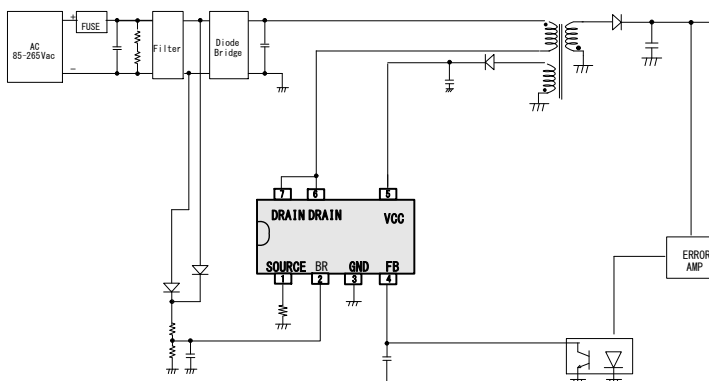 AC
85-265Vac
+
−
FUSE
Filter
Diode
Bridge
7
6
5
DRAIN DRAIN
VCC
SOURCE BR GND FB
1
2
3
4
ERROR
AMP